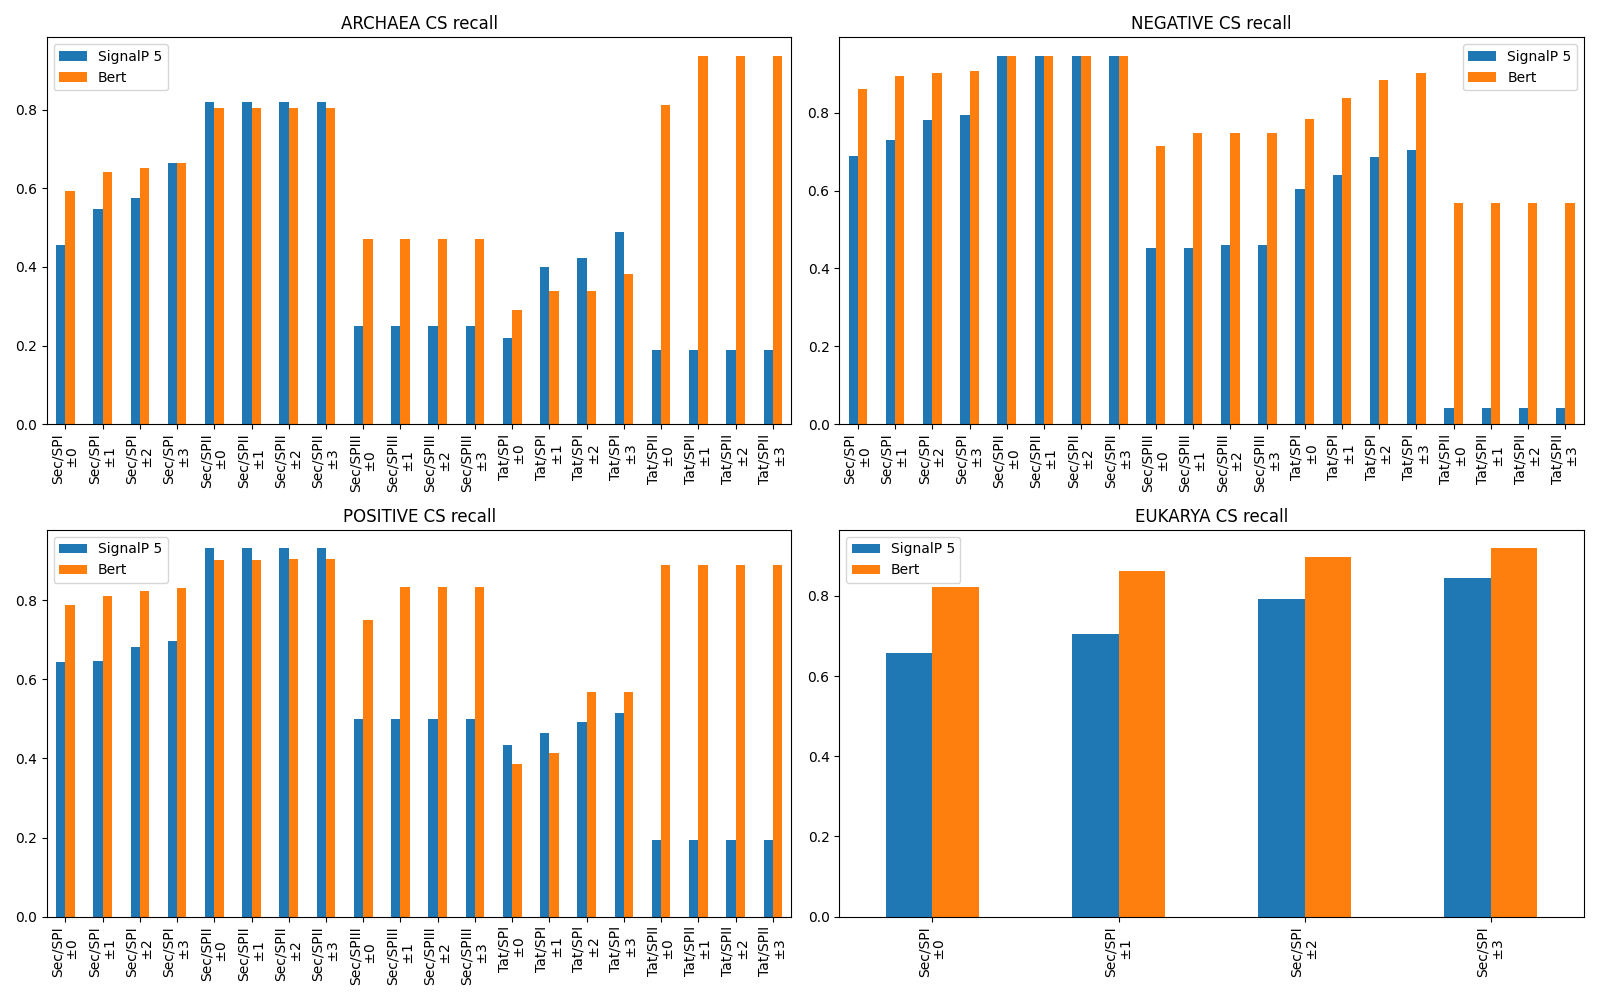 ARCHAEA CS recall
SignalP 5
Bert
0.8
0.6
0.4
0.2
0.0
Sec/SPI
±0
Sec/SPI
±1
Sec/SPI
±2
Sec/SPI
±3
Sec/SPII
±0
Sec/SPII
±1
Sec/SPII
±2
Sec/SPII
±3
Sec/SPIII
±0
Sec/SPIII
±1
Sec/SPIII
±2
Sec/SPIII
±3
Tat/SPI
±0
Tat/SPI
±1
Tat/SPI
±2
Tat/SPI
±3
Tat/SPII
±0
Tat/SPII
±1
Tat/SPII
±2
Tat/SPII
±3
NEGATIVE CS recall
SignalP 5
Bert
0.8
0.6
0.4
0.2
0.0
Sec/SPI
±0
Sec/SPI
±1
Sec/SPI
±2
Sec/SPI
±3
Sec/SPII
±0
Sec/SPII
±1
Sec/SPII
±2
Sec/SPII
±3
Sec/SPIII
±0
Sec/SPIII
±1
Sec/SPIII
±2
Sec/SPIII
±3
Tat/SPI
±0
Tat/SPI
±1
Tat/SPI
±2
Tat/SPI
±3
Tat/SPII
±0
Tat/SPII
±1
Tat/SPII
±2
Tat/SPII
±3
POSITIVE CS recall
SignalP 5
Bert
0.8
0.6
0.4
0.2
0.0
Sec/SPI
±0
Sec/SPI
±1
Sec/SPI
±2
Sec/SPI
±3
Sec/SPII
±0
Sec/SPII
±1
Sec/SPII
±2
Sec/SPII
±3
Sec/SPIII
±0
Sec/SPIII
±1
Sec/SPIII
±2
Sec/SPIII
±3
Tat/SPI
±0
Tat/SPI
±1
Tat/SPI
±2
Tat/SPI
±3
Tat/SPII
±0
Tat/SPII
±1
Tat/SPII
±2
Tat/SPII
±3
EUKARYA CS recall
SignalP 5
Bert
0.8
0.6
0.4
0.2
0.0
Sec/SPI
±0
Sec/SPI
±1
Sec/SPI
±2
Sec/SPI
±3